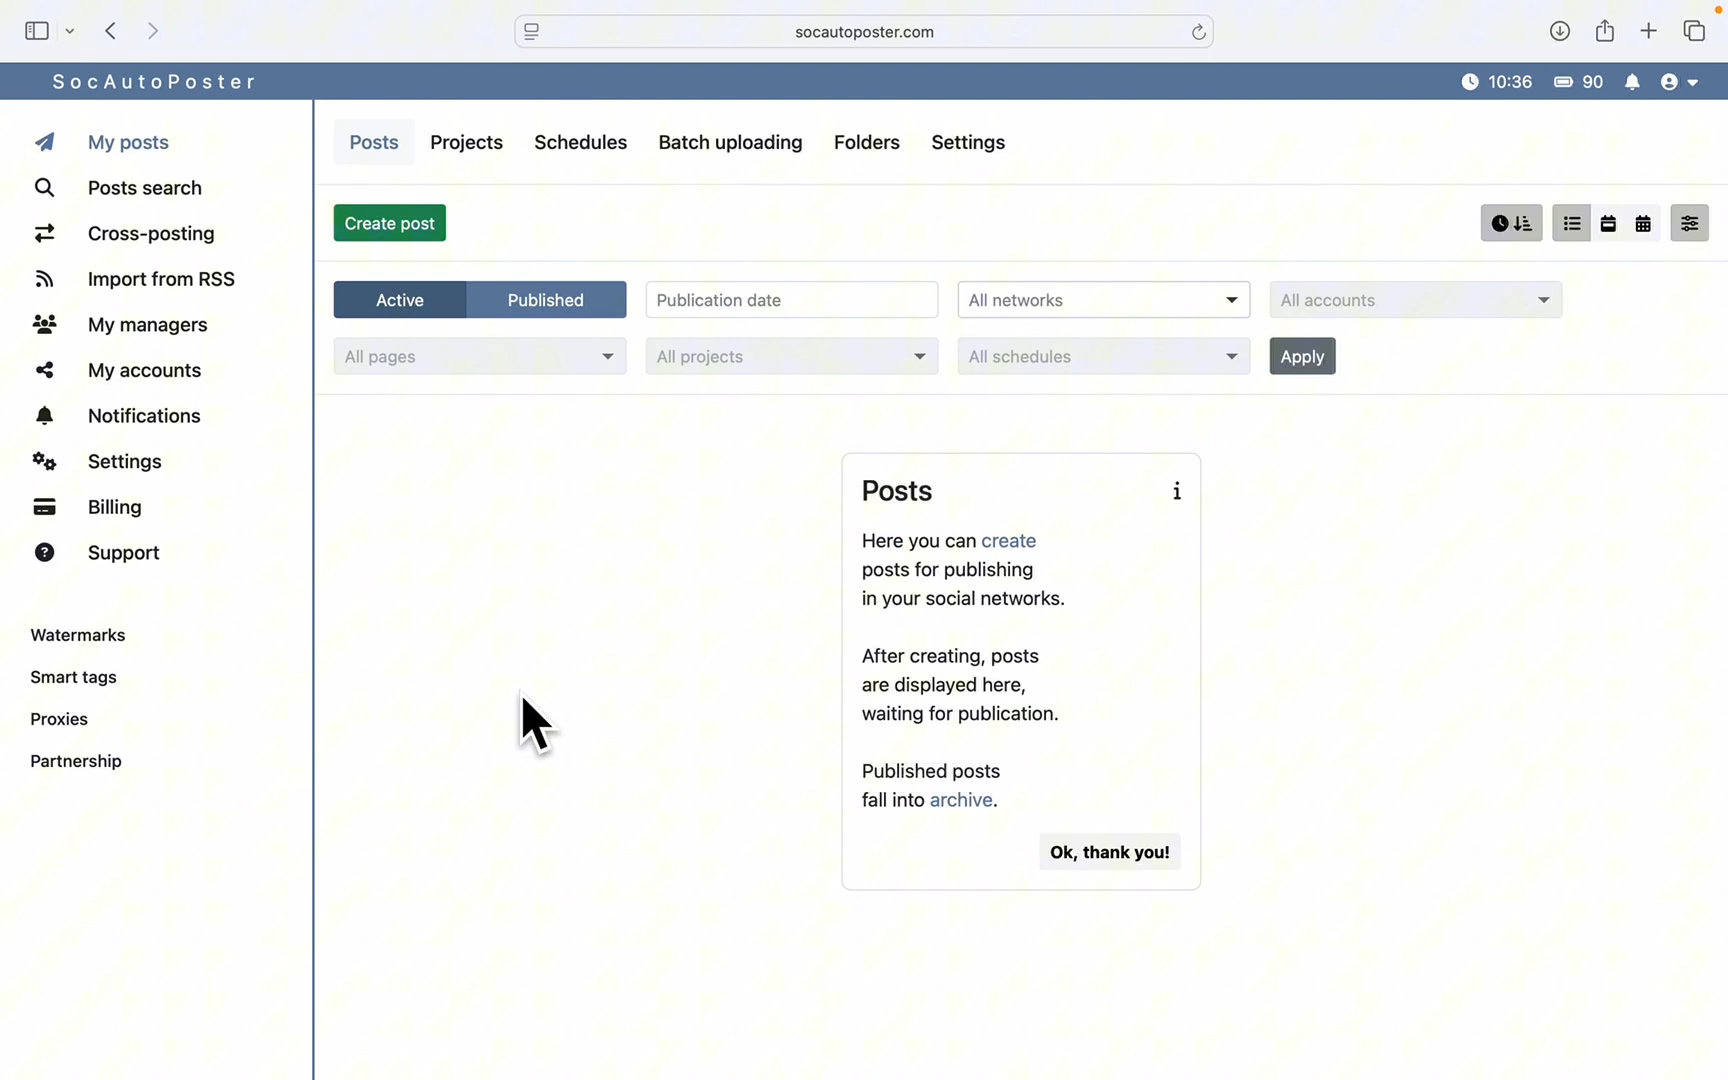 socautoposter.com
SocAutoPoster
10:36
90
My posts
Posts search
Cross-posting
Import from RSS
My managers
My accounts
Notifications
Settings
Billing
Support
Watermarks
Smart tags
Proxies
Partnership
Posts Projects Schedules Batch uploading Folders Settings
Create post
Active Published Publication date All networks All accounts
All pages All projects All schedules Apply
Posts
Here you can create
posts for publishing
in your social networks.
After creating, posts
are displayed here,
waiting for publication.
Published posts
fall into archive.
Ok, thank you!